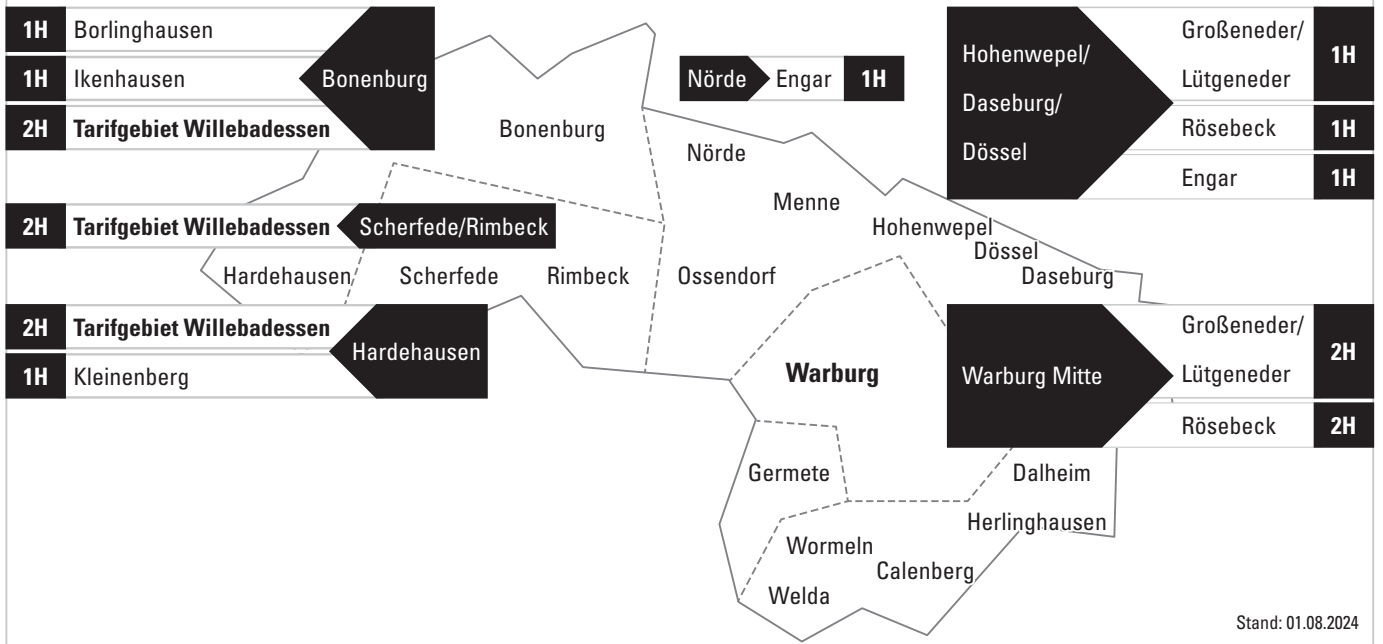 1H Borlinghausen
1H Ikenhausen
Bonenburg
2H Tarifgebiet Willebadessen
Nörde Engar 1H
Hohenwepel/
Daseburg/
Dössel
Großeneder/
Lütgeneder
1H
Rösebeck 1H
Engar 1H
Bonenburg
Nörde
Menne
Hohenwepel
Dössel
Daseburg
2H Tarifgebiet Willebadessen Scherfede/Rimbeck
Hardehausen Scherfede Rimbeck Ossendorf
2H Tarifgebiet Willebadessen
1H Kleinenberg
Hardehausen
Warburg
Warburg Mitte
Großeneder/
Lütgeneder
2H
Rösebeck 2H
Germete
Dalheim
Herlinghausen
Wormeln
Calenberg
Welda
Stand: 01.08.2024